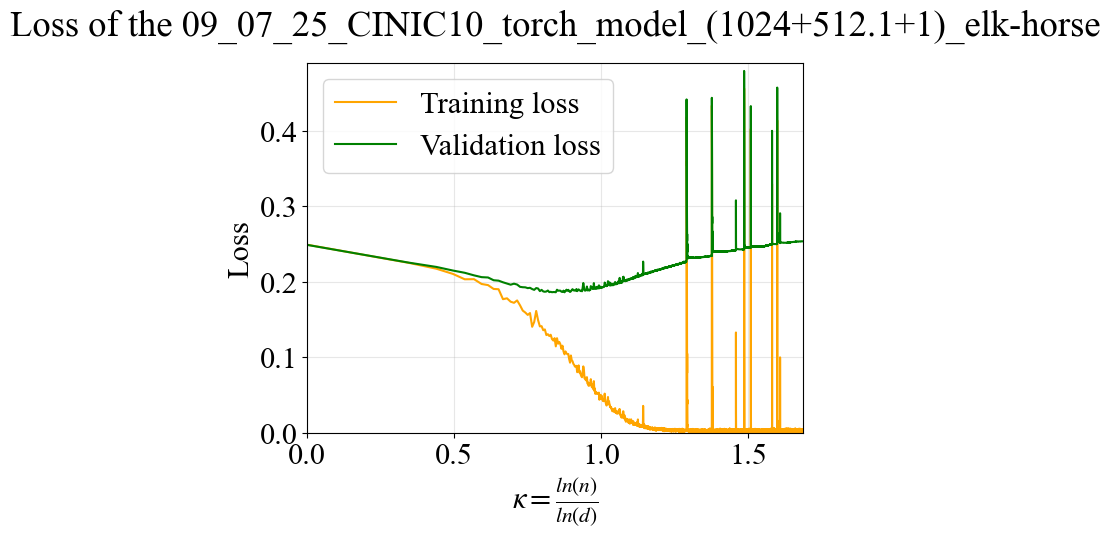 Loss of the 09_07_25_CINIC10_torch_model_(1024+512.1+1)_elk-horse
Training loss
Validation loss
Loss
0.4
0.3
0.2
0.1
0.0
0.0 0.5 1.0 1.5
κ = ln(n)/ln(d)